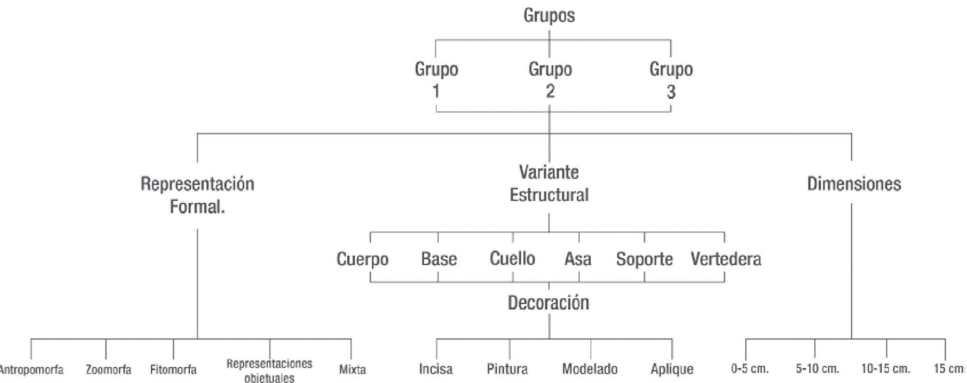 Grupos
Grupo Grupo Grupo
1 2 3
Representación
Formal.
Variante
Estructural
Dimensiones
Cuerpo Base Cuello Asa Soporte Vertedera
Decoración
Antropomorfa Zoomorfa Fitomorfa Representaciones
objetuales Mixta
Incisa Pintura Modelado Aplique
0-5 cm. 5-10 cm. 10-15 cm. 15 cm